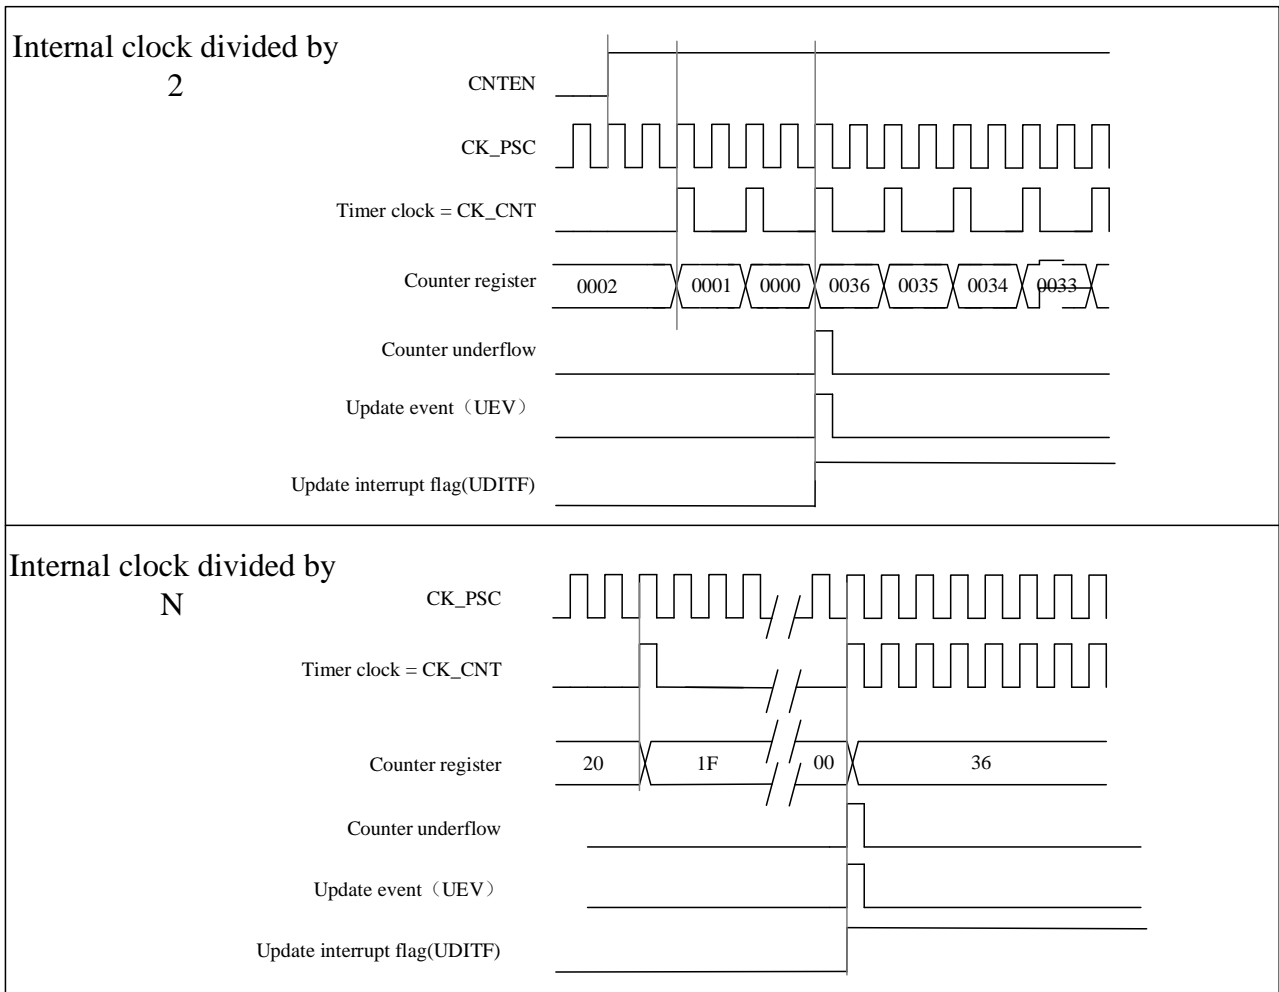 Internal clock divided by
2
CNTEN
CK_PSC
Timer clock = CK_CNT
Counter register
0002 0001 0000 0036 0035 0034 0033
Counter underflow
Update event（UEV）
Update interrupt flag(UDITF)
Internal clock divided by
N
CK_PSC
Timer clock = CK_CNT
Counter register
20 1F 00 36
Counter underflow
Update event（UEV）
Update interrupt flag(UDITF)